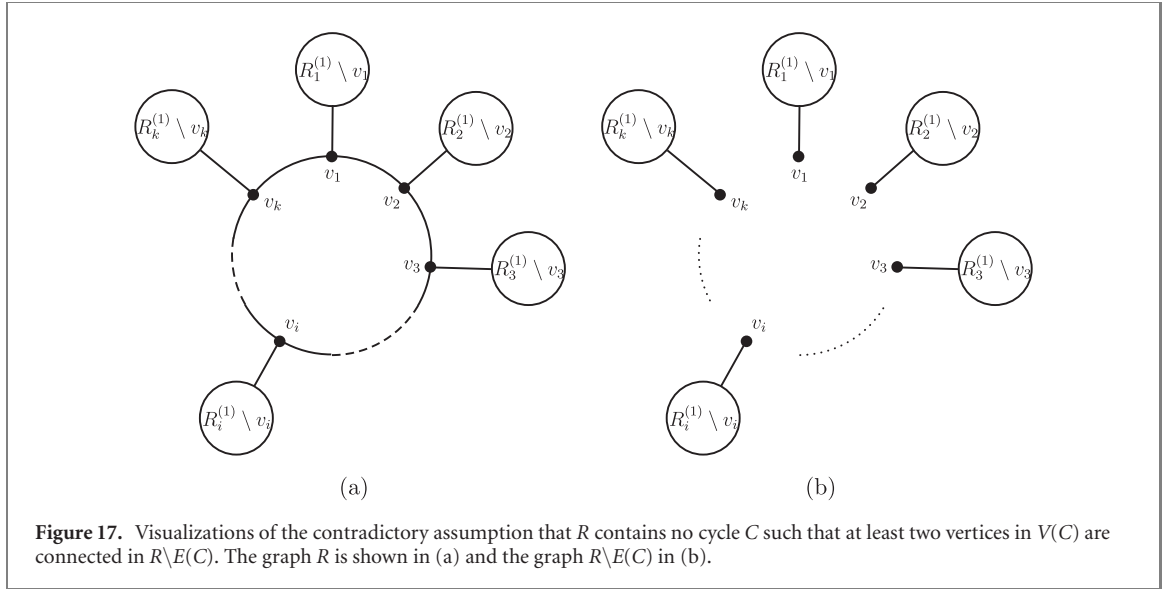 R_1^{(1)} \ v_1
R_1^{(1)} \ v_1
R_k^{(1)} \ v_k
R_2^{(1)} \ v_2
R_k^{(1)} \ v_k
R_2^{(1)} \ v_2
v_1
v_1
v_k
v_2
v_k
v_2
v_3
R_3^{(1)} \ v_3
v_3
R_3^{(1)} \ v_3
v_i
v_i
R_i^{(1)} \ v_i
R_i^{(1)} \ v_i
(a)
(b)
Figure 17. Visualizations of the contradictory assumption that R contains no cycle C such that at least two vertices in V(C) are
connected in R\E(C). The graph R is shown in (a) and the graph R\E(C) in (b).